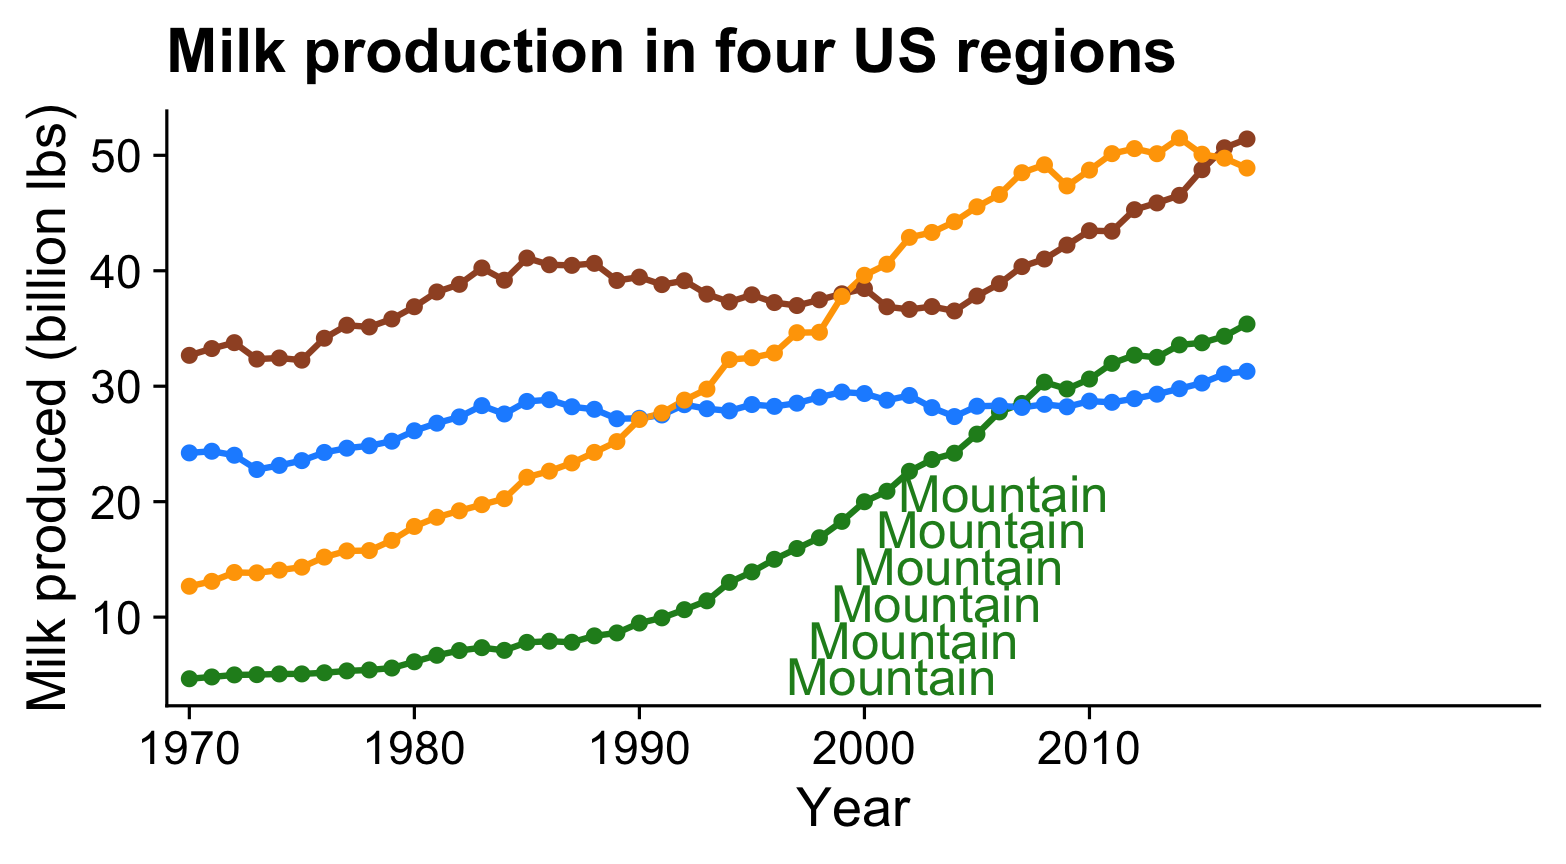 Milk production in four US regions
Milk produced (billion lbs)
50
40
30
20
10
Mountain
Mountain
Mountain
Mountain
Mountain
Mountain
1970 1980 1990 2000 2010
Year